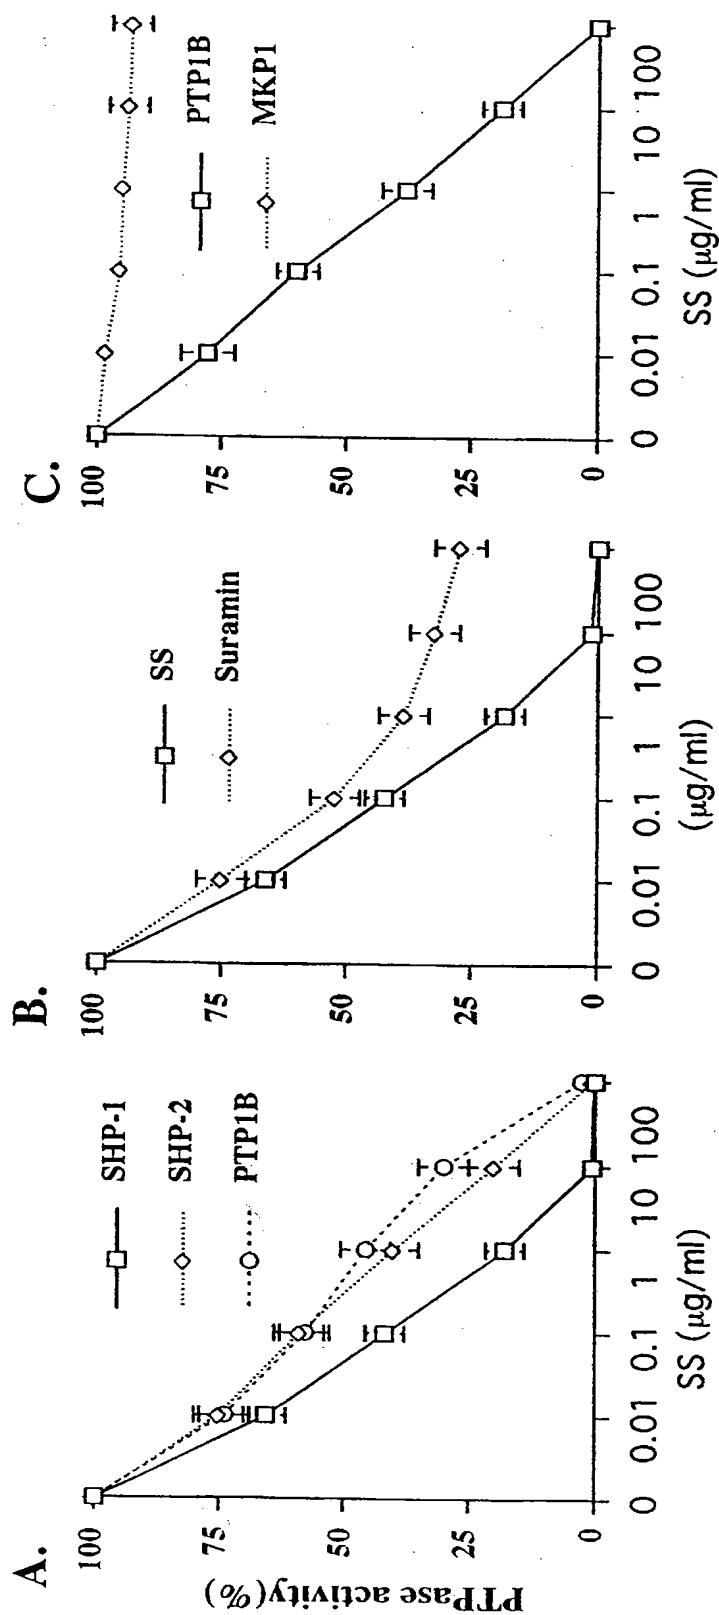 A.
PTPase activity(%)
100
75
50
25
0
SHP-1
SHP-2
PTP1B
0 0.01 0.1 1 10 100
SS (µg/ml)
B.
100
75
50
25
0
SS
Suramin
0 0.01 0.1 1 10 100
(µg/ml)
C.
100
75
50
25
0
PTP1B
MKP1
0 0.01 0.1 1 10 100
SS (µg/ml)